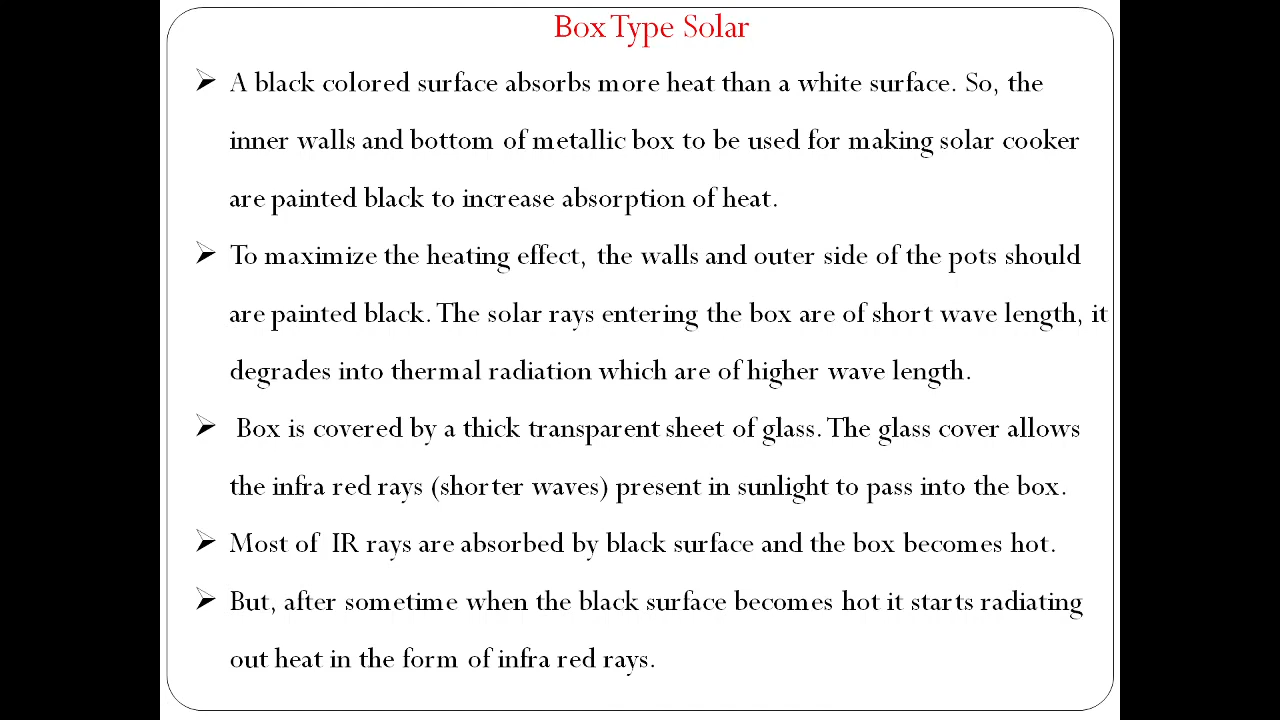 Box Type Solar
A black colored surface absorbs more heat than a white surface. So, the
inner walls and bottom of metallic box to be used for making solar cooker
are painted black to increase absorption of heat.
To maximize the heating effect, the walls and outer side of the pots should
are painted black. The solar rays entering the box are of short wave length, it
degrades into thermal radiation which are of higher wave length.
Box is covered by a thick transparent sheet of glass. The glass cover allows
the infra red rays (shorter waves) present in sunlight to pass into the box.
Most of IR rays are absorbed by black surface and the box becomes hot.
But, after sometime when the black surface becomes hot it starts radiating
out heat in the form of infra red rays.